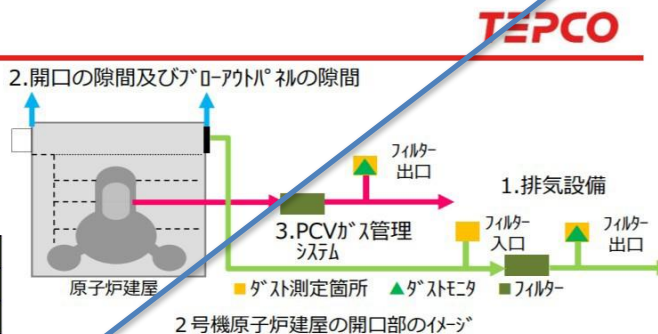 TEPCO
2.開口の隙間及びﾌﾞﾛｰｱｳﾄﾊﾟﾈﾙの隙間
ﾌｨﾙﾀｰ
出口
1.排気設備
3.PCVｶﾞｽ管理
ｼｽﾃﾑ
ﾌｨﾙﾀｰ
入口
ﾌｨﾙﾀｰ
出口
原子炉建屋
■ﾀﾞｽﾄ測定箇所 ▲ﾀﾞｽﾄﾓﾆﾀ ■ﾌｨﾙﾀｰ
2号機原子炉建屋の開口部のｲﾒｰｼﾞ